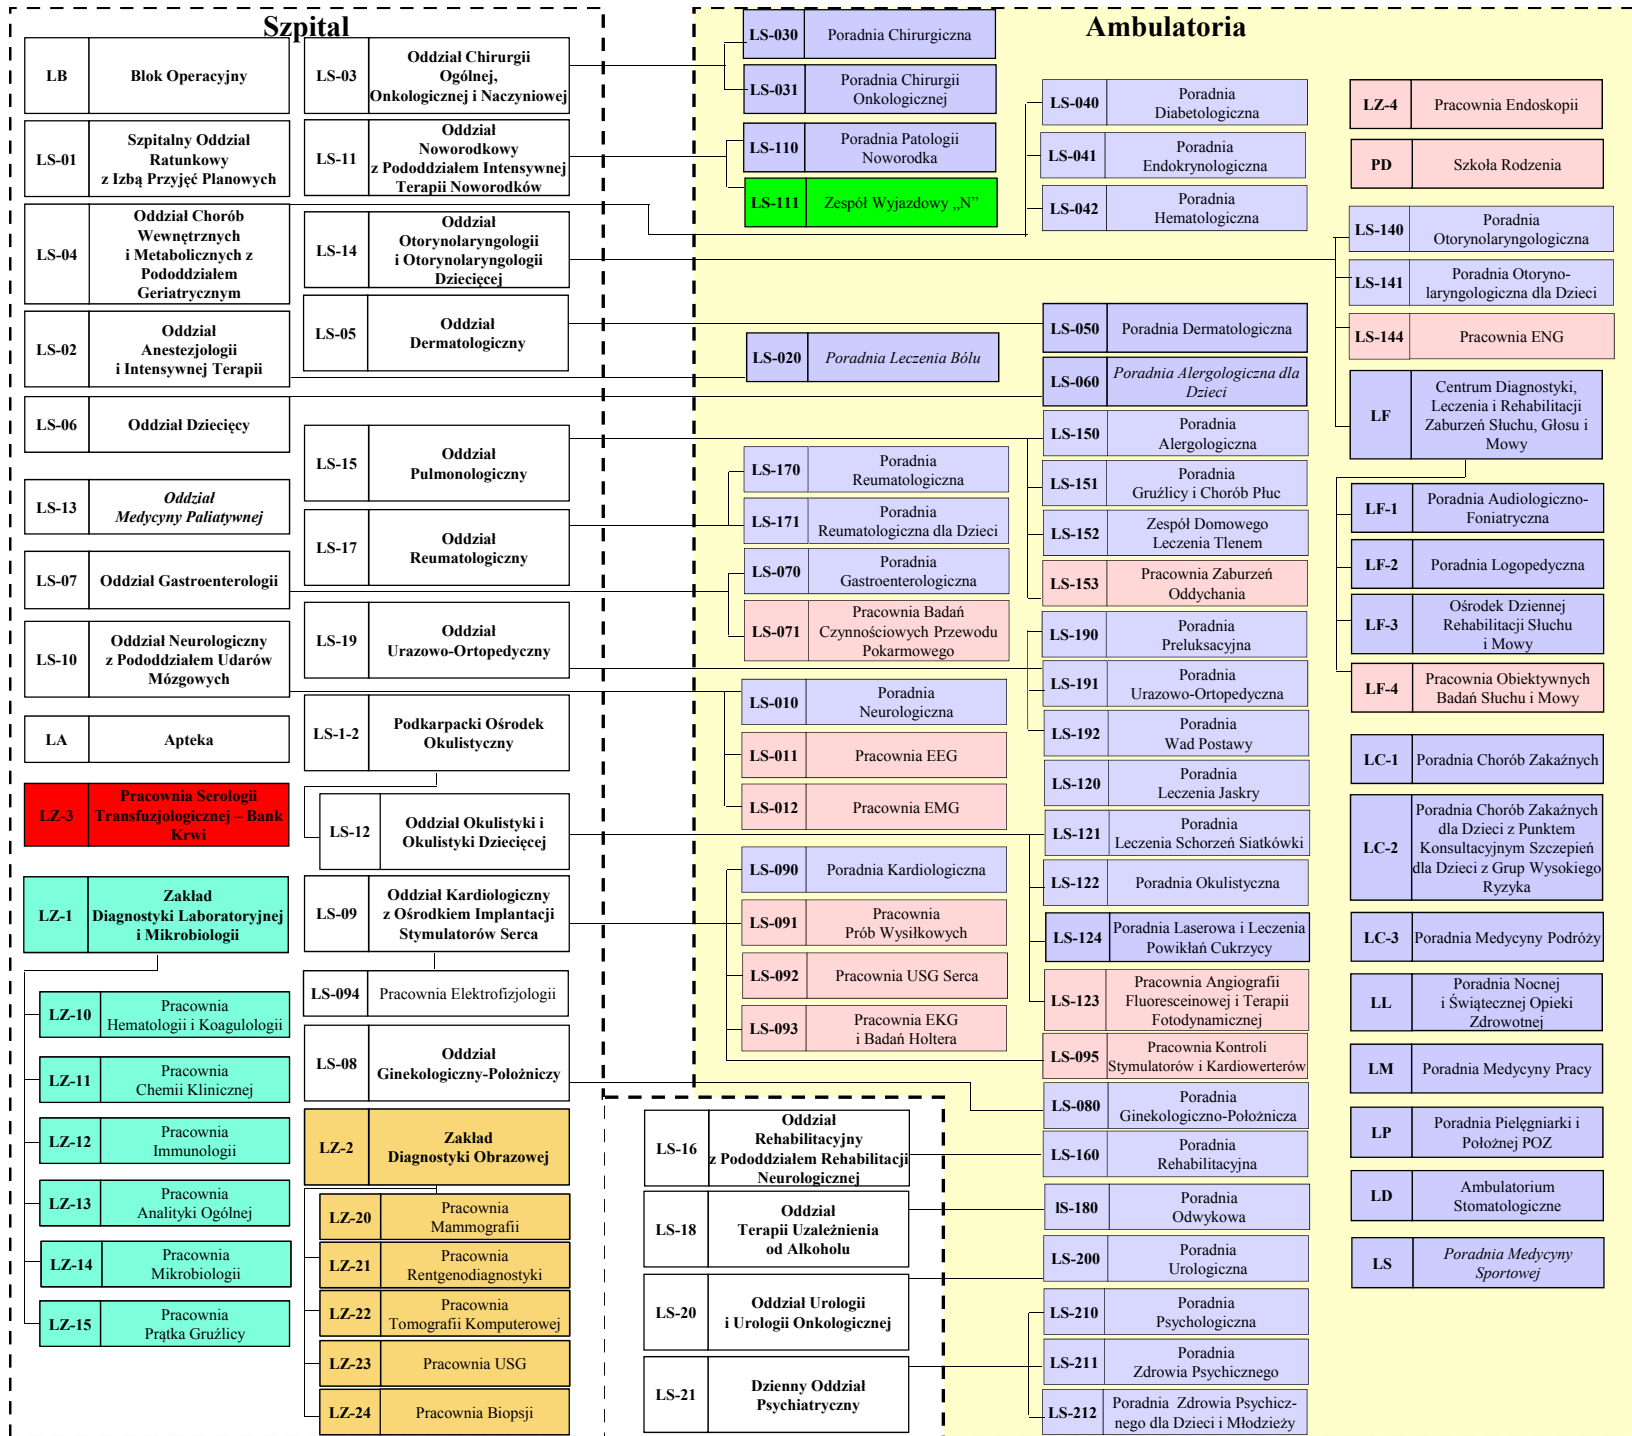 Szpital
LB
Blok Operacyjny
LS-01
Szpitalny Oddział
Ratunkowy
z Izbą Przyjęć Planowych
LS-04
Oddział Chorób
Wewnętrznych
i Metabolicznych z
Pododdziałem
Geriatrycznym
LS-02
Oddział
Anestezjologii
i Intensywnej Terapii
LS-06
Oddział Dziecięcy
LS-13
Oddział
Medycyny Paliatywnej
LS-07
Oddział Gastroenterologii
LS-10
Oddział Neurologiczny
z Pododdziałem Udarów
Mózgowych
LA
Apteka
LZ-3
Pracownia Serologii
Transfuzjologicznej – Bank
Krwi
LZ-1
Zakład
Diagnostyki Laboratoryjnej
i Mikrobiologii
LZ-10
Pracownia
Hematologii i Koagulologii
LZ-11
Pracownia
Chemii Klinicznej
LZ-12
Pracownia
Immunologii
LZ-13
Pracownia
Analityki Ogólnej
LZ-14
Pracownia
Mikrobiologii
LZ-15
Pracownia
Prątka Gruźlicy
LS-03
Oddział Chirurgii
Ogólnej,
Onkologicznej i Naczyniowej
LS-11
Oddział
Noworodkowy
z Pododdziałem Intensywnej
Terapii Noworodków
LS-14
Oddział
Otorynolaryngologii
i Otorynolaryngologii
Dziecięcej
LS-05
Oddział
Dermatologiczny
LS-15
Oddział
Pulmonologiczny
LS-17
Oddział
Reumatologiczny
LS-19
Oddział
Urazowo-Ortopedyczny
LS-1-2
Podkarpacki Ośrodek
Okulistyczny
LS-12
Oddział Okulistyki i
Okulistyki Dziecięcej
LS-09
Oddział Kardiologiczny
z Ośrodkiem Implantacji
Stymulatorów Serca
LS-094
Pracownia Elektrofizjologii
LS-08
Oddział
Ginekologiczny-Położniczy
LZ-2
Zakład
Diagnostyki Obrazowej
LZ-20
Pracownia
Mammografii
LZ-21
Pracownia
Rentgenodiagnostyki
LZ-22
Pracownia
Tomografii Komputerowej
LZ-23
Pracownia USG
LZ-24
Pracownia Biopsji
LS-16
Oddział
Rehabilitacyjny
z Pododdziałem Rehabilitacji
Neurologicznej
LS-18
Oddział
Terapii Uzależnienia
od Alkoholu
LS-20
Oddział Urologii
i Urologii Onkologicznej
LS-21
Dzienny Oddział
Psychiatryczny
Ambulatoria
LS-030
Poradnia Chirurgiczna
LS-031
Poradnia Chirurgii
Onkologicznej
LS-110
Poradnia Patologii
Noworodka
LS-111
Zespół Wyjazdowy „N”
LS-020
Poradnia Leczenia Bólu
LS-170
Poradnia
Reumatologiczna
LS-171
Poradnia
Reumatologiczna dla Dzieci
LS-070
Poradnia
Gastroenterologiczna
LS-071
Pracownia Badań
Czynnościowych Przewodu
Pokarmowego
LS-010
Poradnia
Neurologiczna
LS-011
Pracownia EEG
LS-012
Pracownia EMG
LS-090
Poradnia Kardiologiczna
LS-091
Pracownia
Prób Wysiłkowych
LS-092
Pracownia USG Serca
LS-093
Pracownia EKG
i Badań Holtera
LS-040
Poradnia
Diabetologiczna
LS-041
Poradnia
Endokrynologiczna
LS-042
Poradnia
Hematologiczna
LS-050
Poradnia Dermatologiczna
LS-060
Poradnia Alergologiczna dla
Dzieci
LS-150
Poradnia
Alergologiczna
LS-151
Poradnia
Gruźlicy i Chorób Płuc
LS-152
Zespół Domowego
Leczenia Tlenem
LS-153
Pracownia Zaburzeń
Oddychania
LS-190
Poradnia
Preluksacyjna
LS-191
Poradnia
Urazowo-Ortopedyczna
LS-192
Poradnia
Wad Postawy
LS-120
Poradnia
Leczenia Jaskry
LS-121
Poradnia
Leczenia Schorzeń Siatkówki
LS-122
Poradnia Okulistyczna
LS-124
Poradnia Laserowa i Leczenia
Powikłań Cukrzycy
LS-123
Pracownia Angiografii
Fluoresceinowej i Terapii
Fotodynamicznej
LS-095
Pracownia Kontroli
Stymulatorów i Kardiowerterów
LS-080
Poradnia
Ginekologiczno-Położnicza
LS-160
Poradnia
Rehabilitacyjna
lS-180
Poradnia
Odwykowa
LS-200
Poradnia
Urologiczna
LS-210
Poradnia
Psychologiczna
LS-211
Poradnia
Zdrowia Psychicznego
LS-212
Poradnia Zdrowia Psychicz-
nego dla Dzieci i Młodzieży
LZ-4
Pracownia Endoskopii
PD
Szkoła Rodzenia
LS-140
Poradnia
Otorynolaryngologiczna
LS-141
Poradnia Otoryno-
laryngologiczna dla Dzieci
LS-144
Pracownia ENG
LF
Centrum Diagnostyki,
Leczenia i Rehabilitacji
Zaburzeń Słuchu, Głosu i
Mowy
LF-1
Poradnia Audiologiczno-
Foniatryczna
LF-2
Poradnia Logopedyczna
LF-3
Ośrodek Dziennej
Rehabilitacji Słuchu
i Mowy
LF-4
Pracownia Obiektywnych
Badań Słuchu i Mowy
LC-1
Poradnia Chorób Zakaźnych
LC-2
Poradnia Chorób Zakaźnych
dla Dzieci z Punktem
Konsultacyjnym Szczepień
dla Dzieci z Grup Wysokiego
Ryzyka
LC-3
Poradnia Medycyny Podróży
LL
Poradnia Nocnej
i Świątecznej Opieki
Zdrowotnej
LM
Poradnia Medycyny Pracy
LP
Poradnia Pielęgniarki i
Położnej POZ
LD
Ambulatorium
Stomatologiczne
LS
Poradnia Medycyny
Sportowej